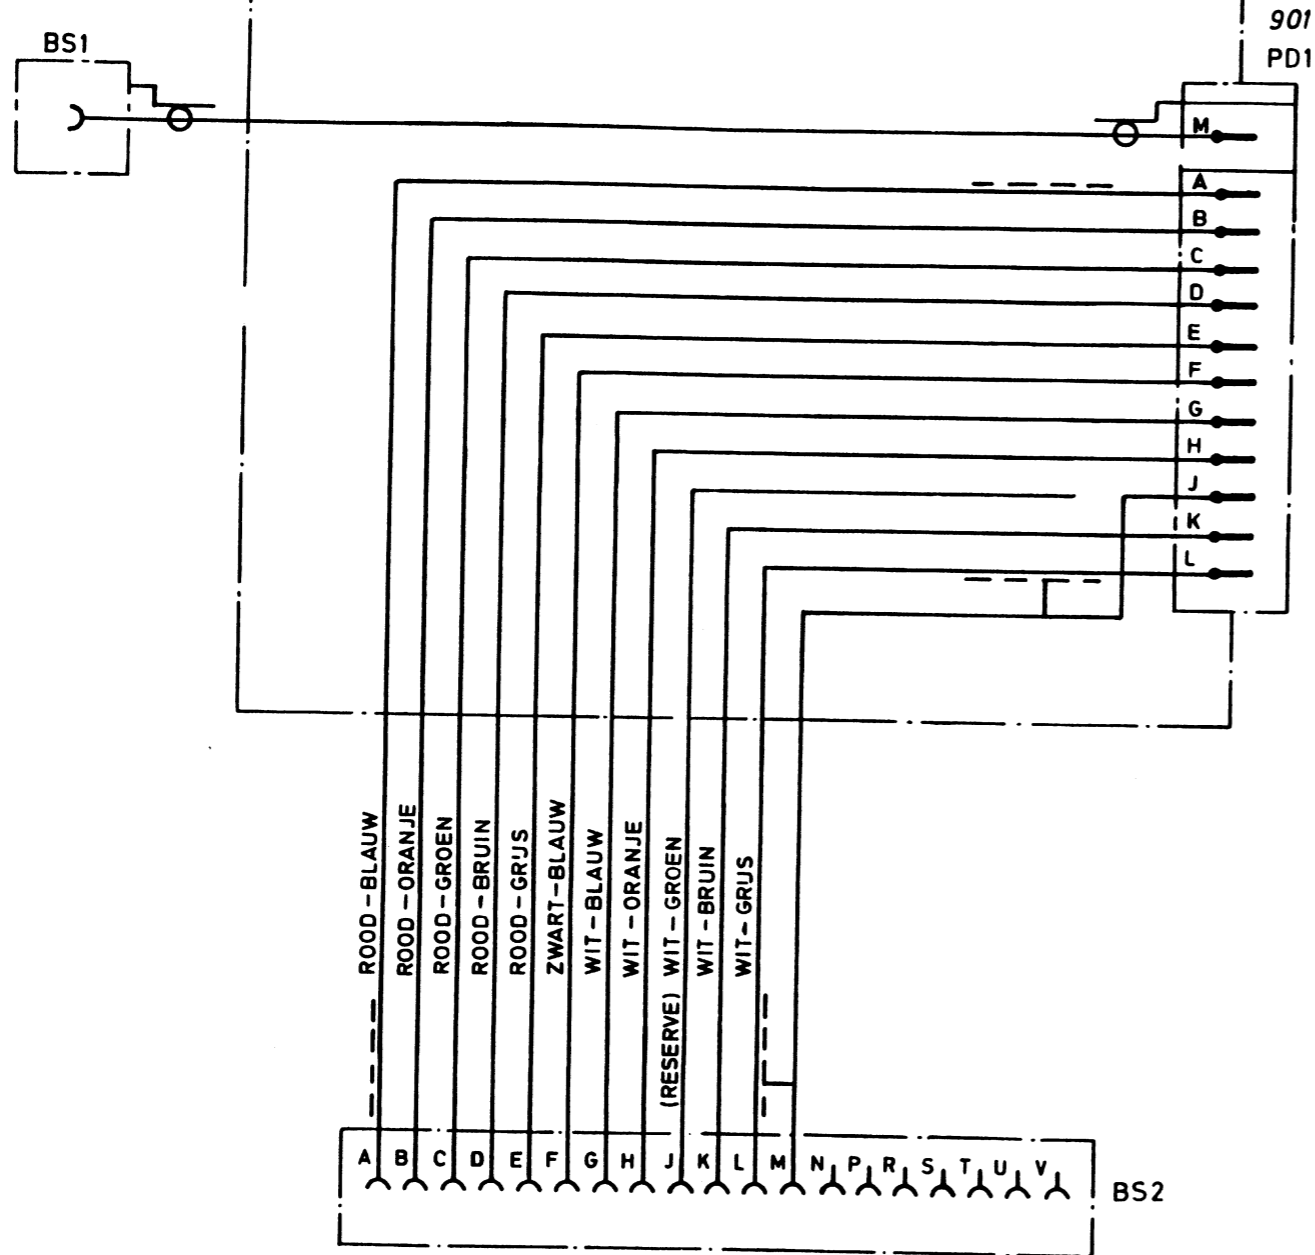 901
PD1
BS1
M
A
B
C
D
E
F
G
H
J
K
L
ROOD-BLAUW
ROOD-ORANJE
ROOD-GROEN
ROOD-BRUIN
ROOD-GRIJS
ZWART-BLAUW
WIT-BLAUW
WIT-ORANJE
(RESERVE) WIT-GROEN
WIT-BRUIN
WIT-GRIJS
A B C D E F G H J K L M N P R S T U V
BS2